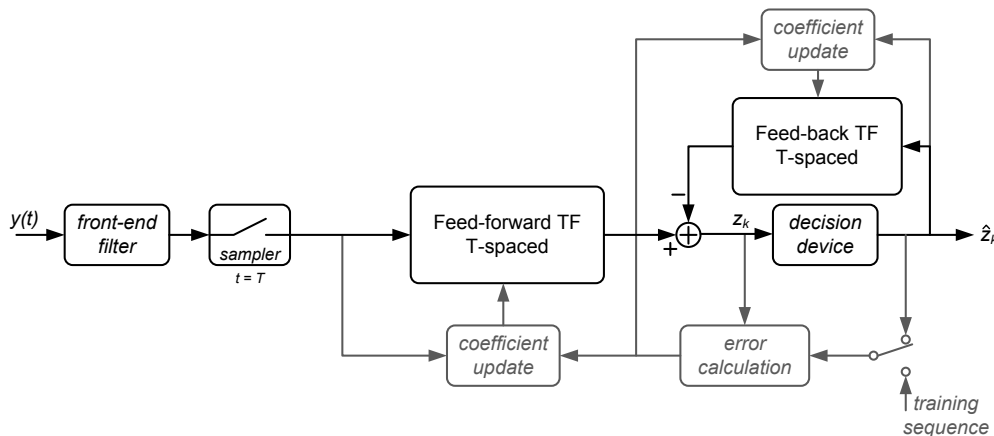 coefficient
update
Feed-back TF
T-spaced
−
y(t)
front-end
filter
sampler
t = T
Feed-forward TF
T-spaced
+
z_k
decision
device
ẑ_k
coefficient
update
error
calculation
training
sequence